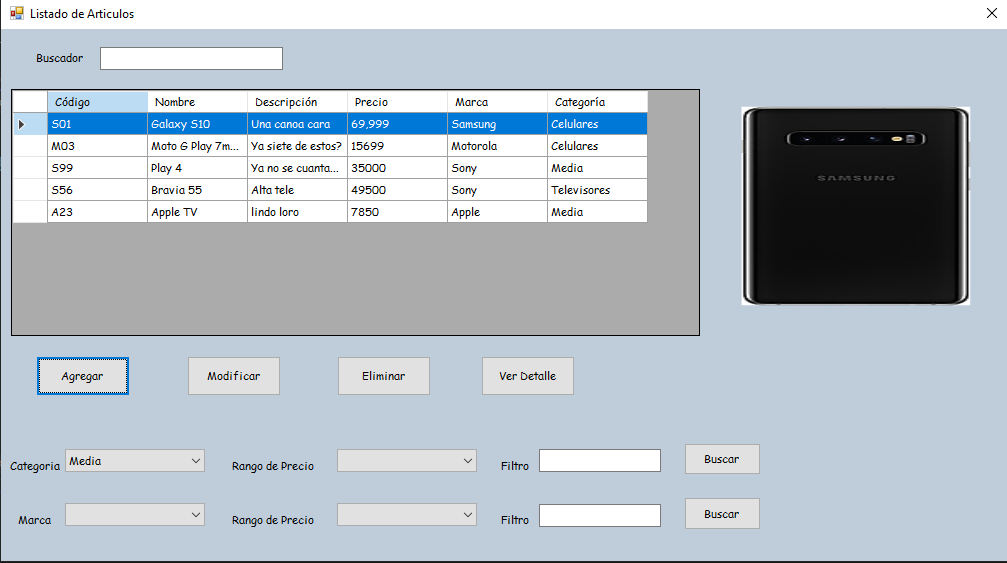 Listado de Articulos
Buscador
Código Nombre Descripción Precio Marca Categoría
S01 Galaxy S10 Una canoa cara 69,999 Samsung Celulares
M03 Moto G Play 7m... Ya siete de estos? 15699 Motorola Celulares
S99 Play 4 Ya no se cuanta... 35000 Sony Media
S56 Bravia 55 Alta tele 49500 Sony Televisores
A23 Apple TV lindo loro 7850 Apple Media
SAMSUNG
Agregar Modificar Eliminar Ver Detalle
Categoria Media Rango de Precio Filtro Buscar
Marca Rango de Precio Filtro Buscar